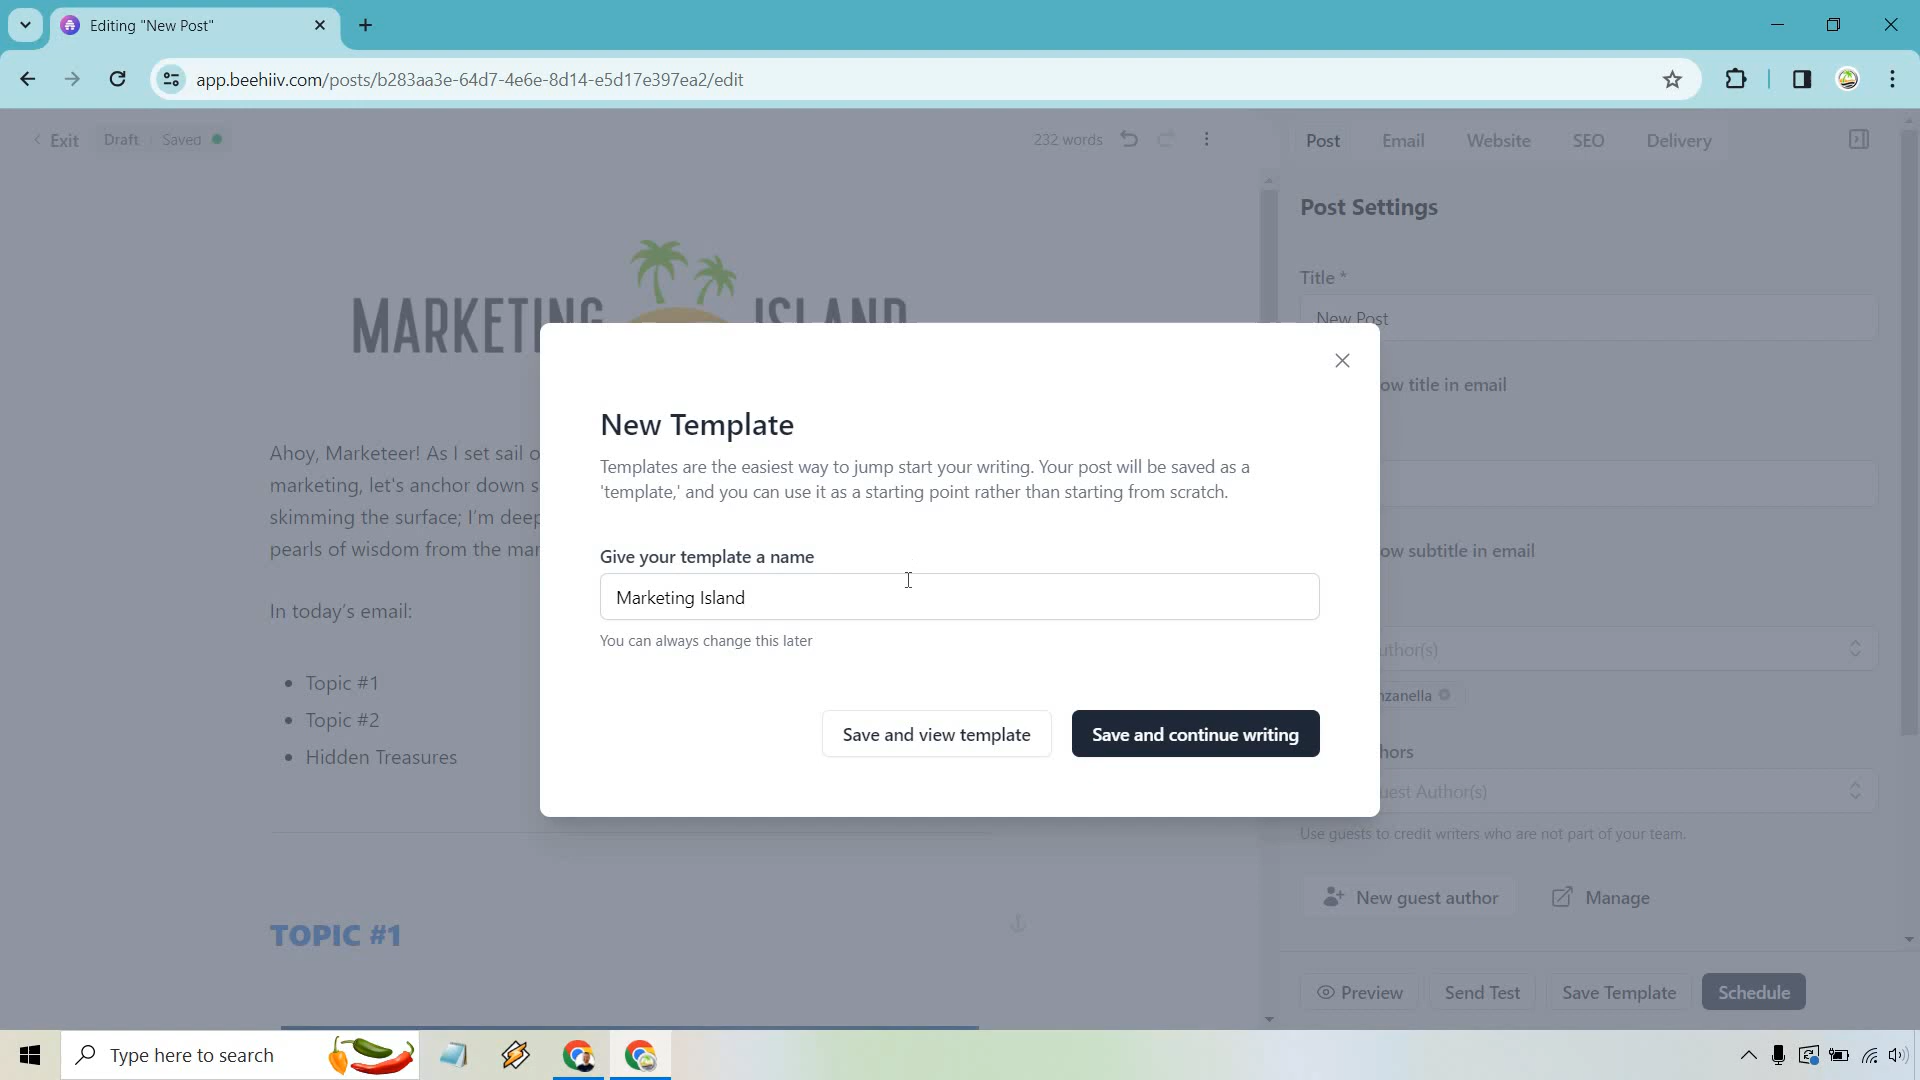 Editing "New Post"
app.beehiiv.com/posts/b283aa3e-64d7-4e6e-8d14-e5d17e397ea2/edit
Exit
Draft
Saved
232 words
Post
Email
Website
SEO
Delivery
Post Settings
Title *
New Post
ow title in email
ow subtitle in email
uthor(s)
nzanella
hors
uest Author(s)
Use guests to credit writers who are not part of your team.
New guest author
Manage
Preview
Send Test
Save Template
Schedule
MARKETING ISLAND
Ahoy, Marketeer! As I set sail o
marketing, let's anchor down s
skimming the surface; I'm deep
pearls of wisdom from the mar
In today's email:
• Topic #1
• Topic #2
• Hidden Treasures
TOPIC #1
New Template
Templates are the easiest way to jump start your writing. Your post will be saved as a
'template,' and you can use it as a starting point rather than starting from scratch.
Give your template a name
Marketing Island
You can always change this later
Save and view template
Save and continue writing
Type here to search